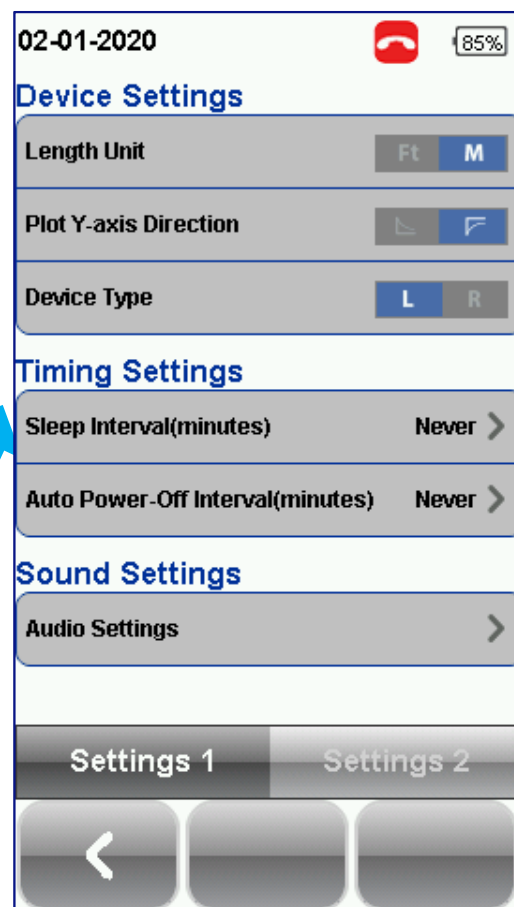 02-01-2020 85%
Device Settings
Length Unit Ft M
Plot Y-axis Direction
Device Type L R
Timing Settings
Sleep Interval(minutes) Never
Auto Power-Off Interval(minutes) Never
Sound Settings
Audio Settings
Settings 1 Settings 2